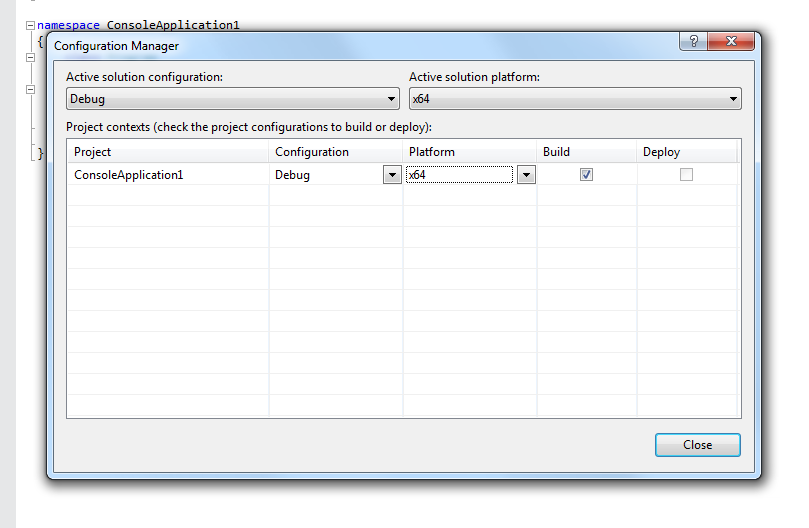 namespace ConsoleApplication1
{
Configuration Manager
?
Active solution configuration: Active solution platform:
Debug x64
Project contexts (check the project configurations to build or deploy):
Project Configuration Platform Build Deploy
ConsoleApplication1 Debug x64
}
Close